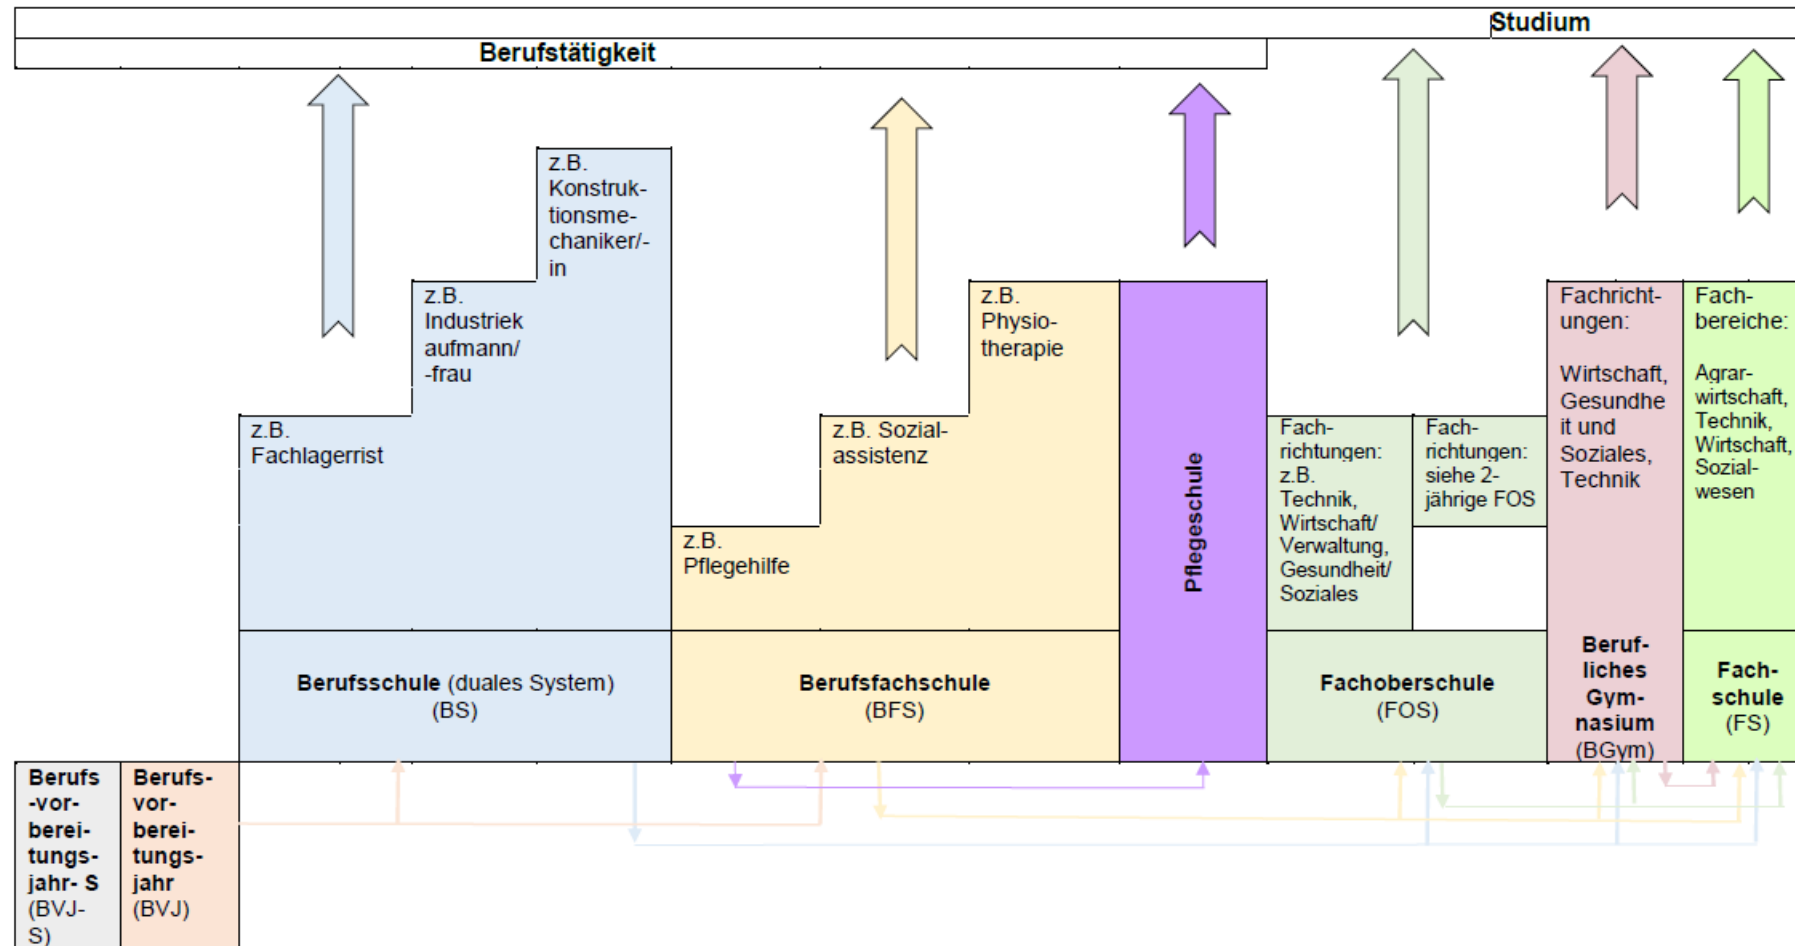 Studium
Berufstätigkeit
z.B.
Konstruk-
tionsme-
chaniker/-
in
z.B.
Industriek
aufmann/
-frau
z.B.
Fachlagerrist
z.B.
Physio-
therapie
z.B. Sozial-
assistenz
z.B.
Pflegehilfe
Pflegeschule
Fach-
richtungen:
z.B.
Technik,
Wirtschaft/
Verwaltung,
Gesundheit/
Soziales
Fach-
richtungen:
siehe 2-
jährige FOS
Fachricht-
ungen:
Wirtschaft,
Gesundhe
it und
Soziales,
Technik
Fach-
bereiche:
Agrar-
wirtschaft,
Technik,
Wirtschaft,
Sozial-
wesen
Berufsschule (duales System)
(BS)
Berufsfachschule
(BFS)
Fachoberschule
(FOS)
Beruf-
liches
Gym-
nasium
(BGym)
Fach-
schule
(FS)
Berufs
-vor-
berei-
tungs-
jahr- S
(BVJ-
S)
Berufs-
vor-
berei-
tungs-
jahr
(BVJ)